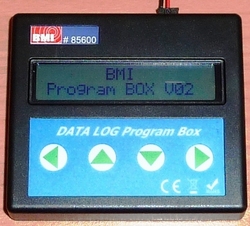 BMI # 85600
BMI
Program BOX V02
DATA LOG Program Box
CE